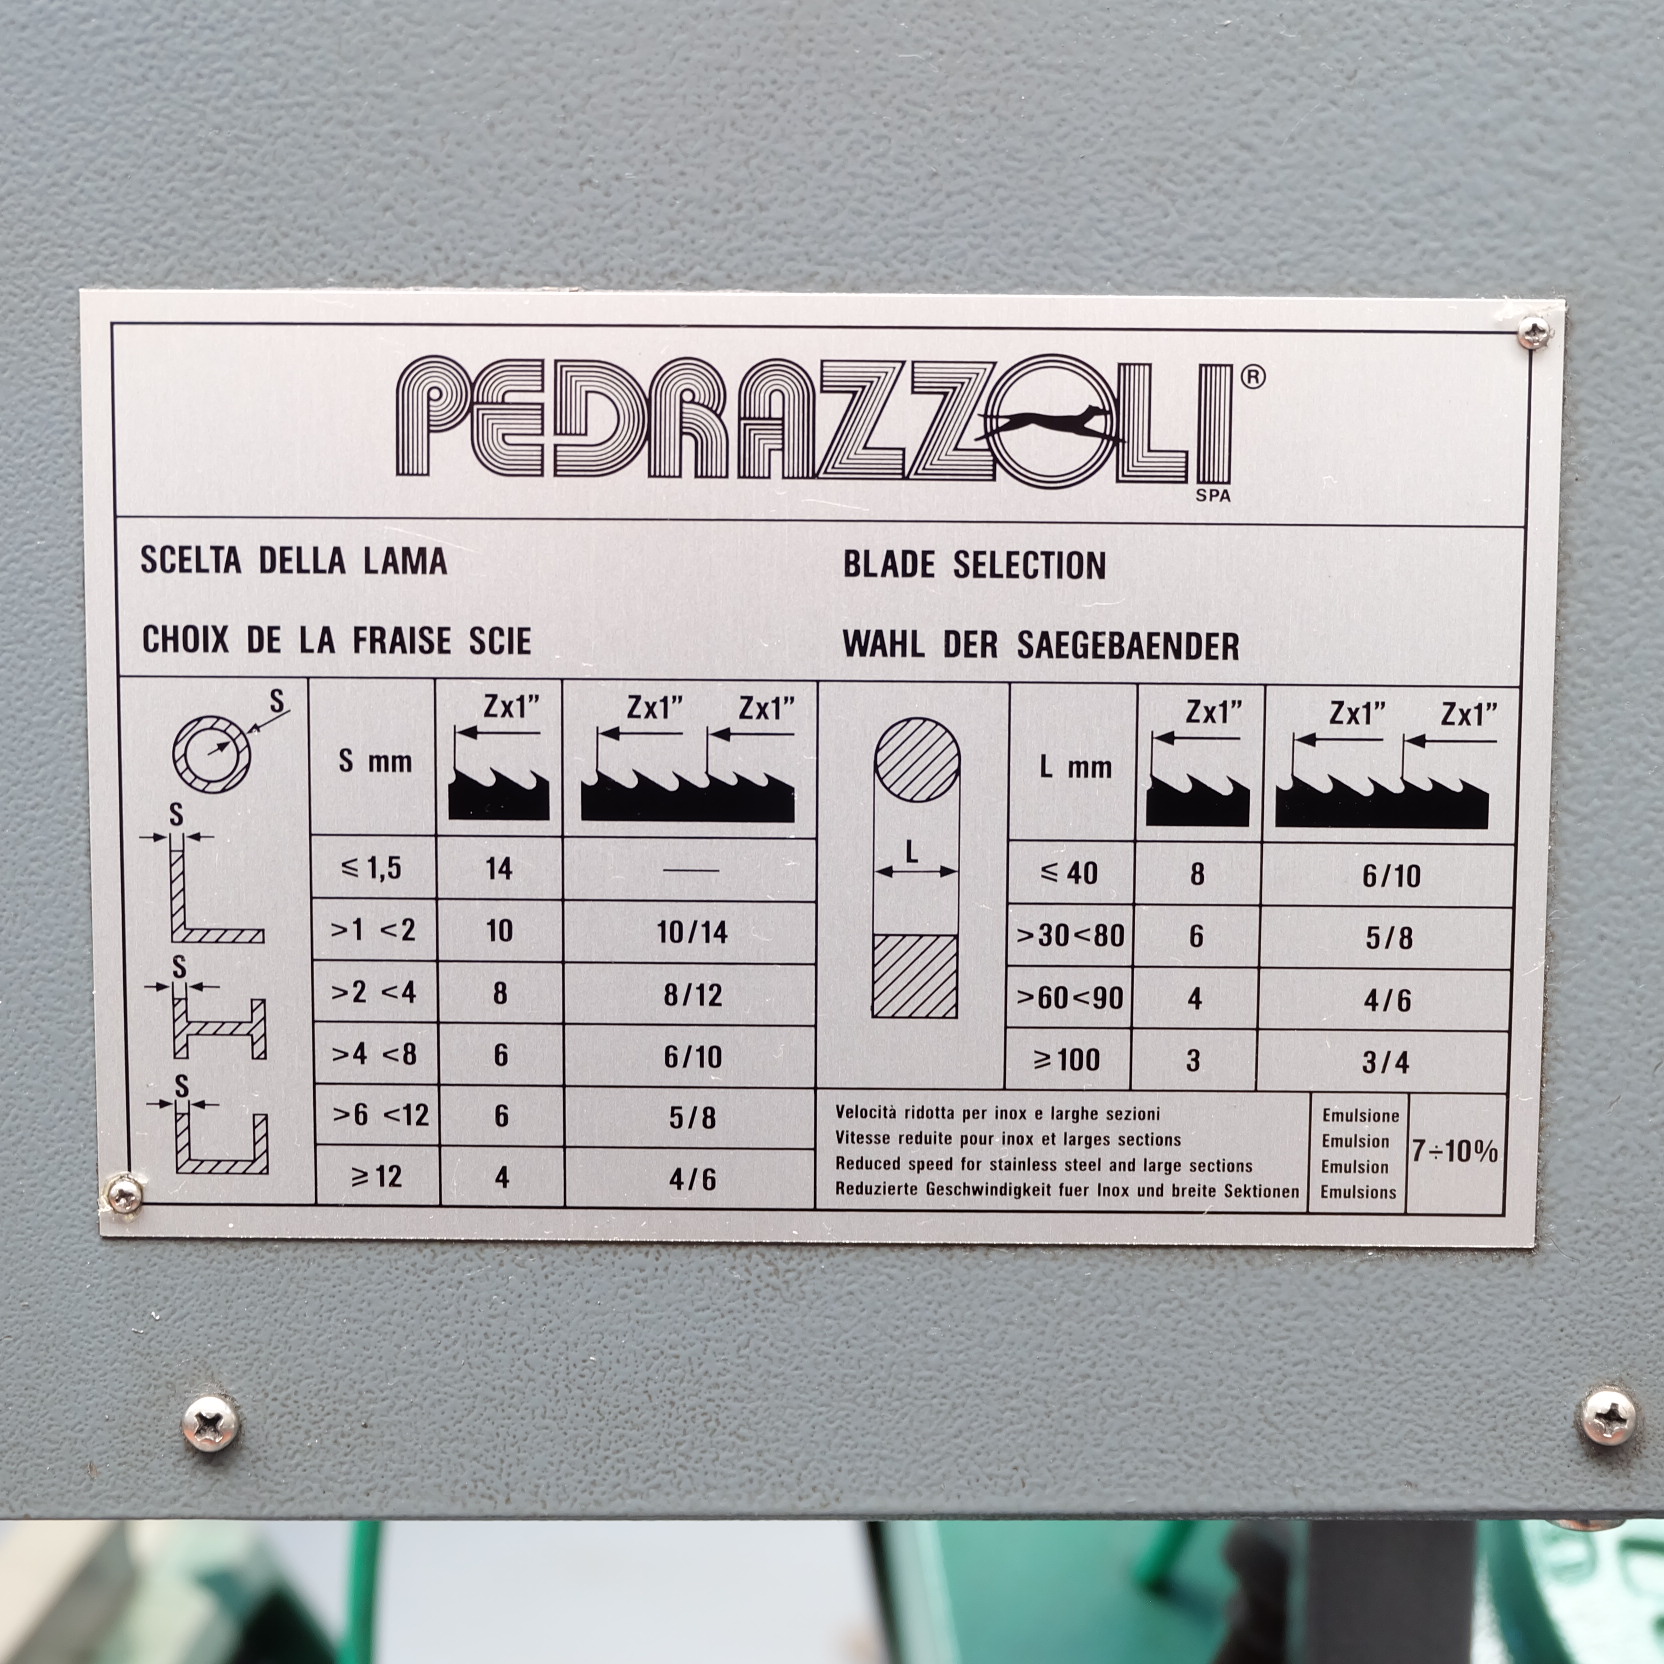 PEDRAZZOLI®
SPA
SCELTA DELLA LAMA
BLADE SELECTION
CHOIX DE LA FRAISE SCIE
WAHL DER SAEGEBAENDER
S
S
S
S
S mm Zx1” Zx1” Zx1”
≤ 1,5 14 —
>1 <2 10 10/14
>2 <4 8 8/12
>4 <8 6 6/10
>6 <12 6 5/8
≥ 12 4 4/6
L
L mm Zx1” Zx1” Zx1”
≤ 40 8 6/10
>30<80 6 5/8
>60<90 4 4/6
≥ 100 3 3/4
Velocità ridotta per inox e larghe sezioni
Vitesse reduite pour inox et larges sections
Reduced speed for stainless steel and large sections
Reduzierte Geschwindigkeit fuer Inox und breite Sektionen
Emulsione
Emulsion
Emulsion
Emulsions
7÷10%